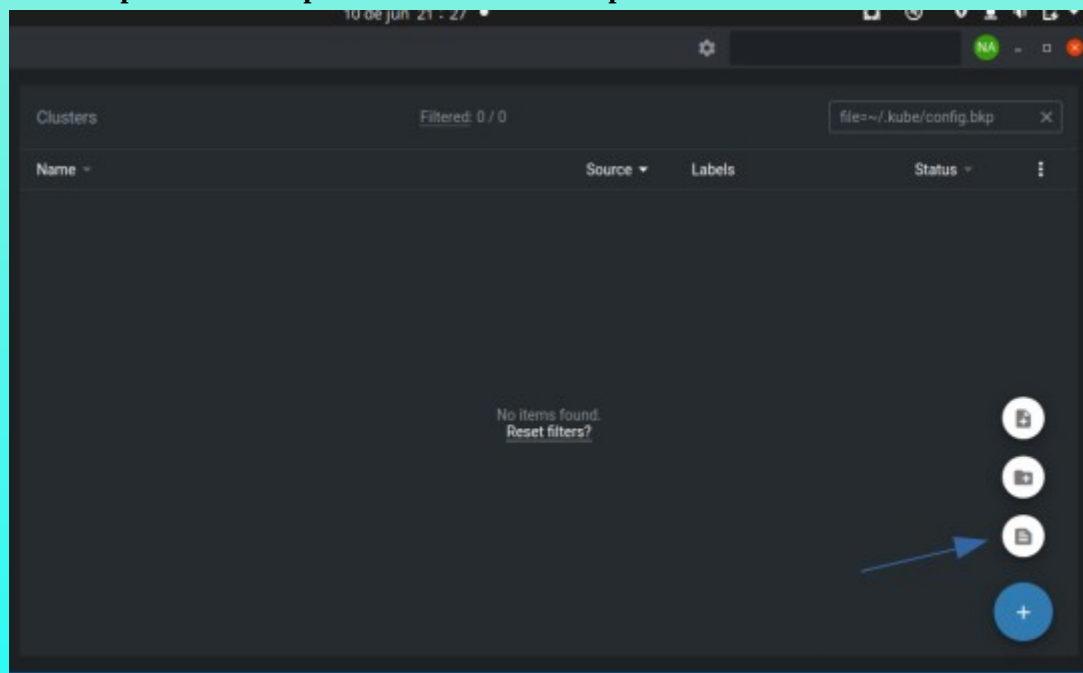 10 de jun 21 : 27
NA
Clusters
Filtered: 0 / 0
file=~/.kube/config.bkp
Name
Source
Labels
Status
No items found.
Reset filters?